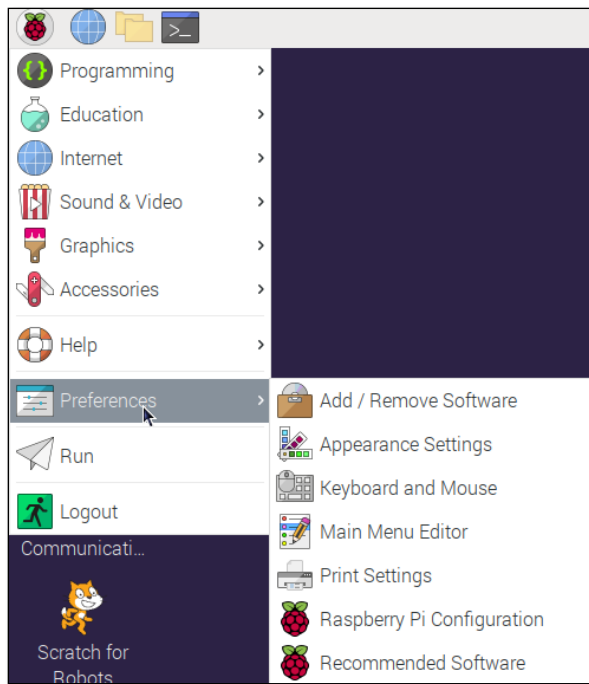 >_
Programming
Education
Internet
Sound & Video
Graphics
Accessories
Help
Preferences
Run
Logout
Add / Remove Software
Appearance Settings
Keyboard and Mouse
Main Menu Editor
Print Settings
Raspberry Pi Configuration
Recommended Software
Communicati...
Scratch for
Robots